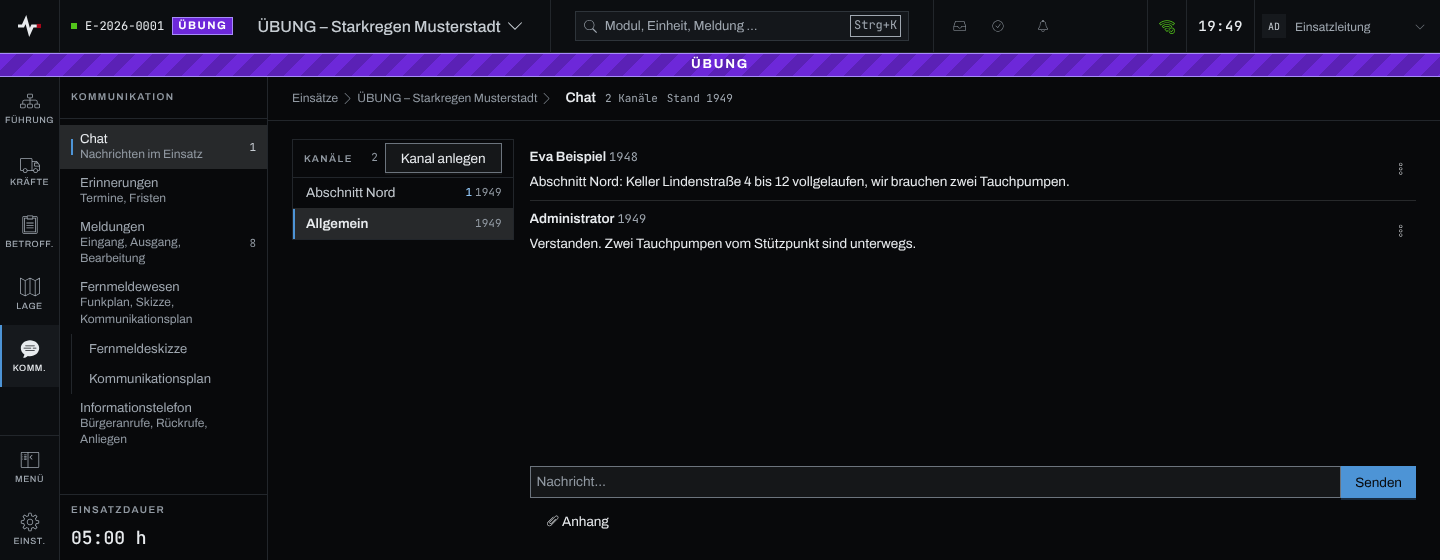 E-2026-0001 ÜBUNG ÜBUNG – Starkregen Musterstadt
Modul, Einheit, Meldung ... Strg+K
19:49
AD Einsatzleitung
ÜBUNG
FÜHRUNG
KRÄFTE
BETROFF.
LAGE
KOMM.
MENÜ
EINST.
KOMMUNIKATION
Chat
Nachrichten im Einsatz 1
Erinnerungen
Termine, Fristen
Meldungen
Eingang, Ausgang, 8
Bearbeitung
Fernmeldewesen
Funkplan, Skizze,
Kommunikationsplan
Fernmeldeskizze
Kommunikationsplan
Informationstelefon
Bürgeranrufe, Rückrufe,
Anliegen
EINSATZDAUER
05:00 h
Einsätze ÜBUNG – Starkregen Musterstadt Chat 2 Kanäle Stand 1949
KANÄLE 2 Kanal anlegen
Abschnitt Nord 1 1949
Allgemein 1949
Eva Beispiel 1948
Abschnitt Nord: Keller Lindenstraße 4 bis 12 vollgelaufen, wir brauchen zwei Tauchpumpen.
Administrator 1949
Verstanden. Zwei Tauchpumpen vom Stützpunkt sind unterwegs.
Nachricht... Senden
Anhang